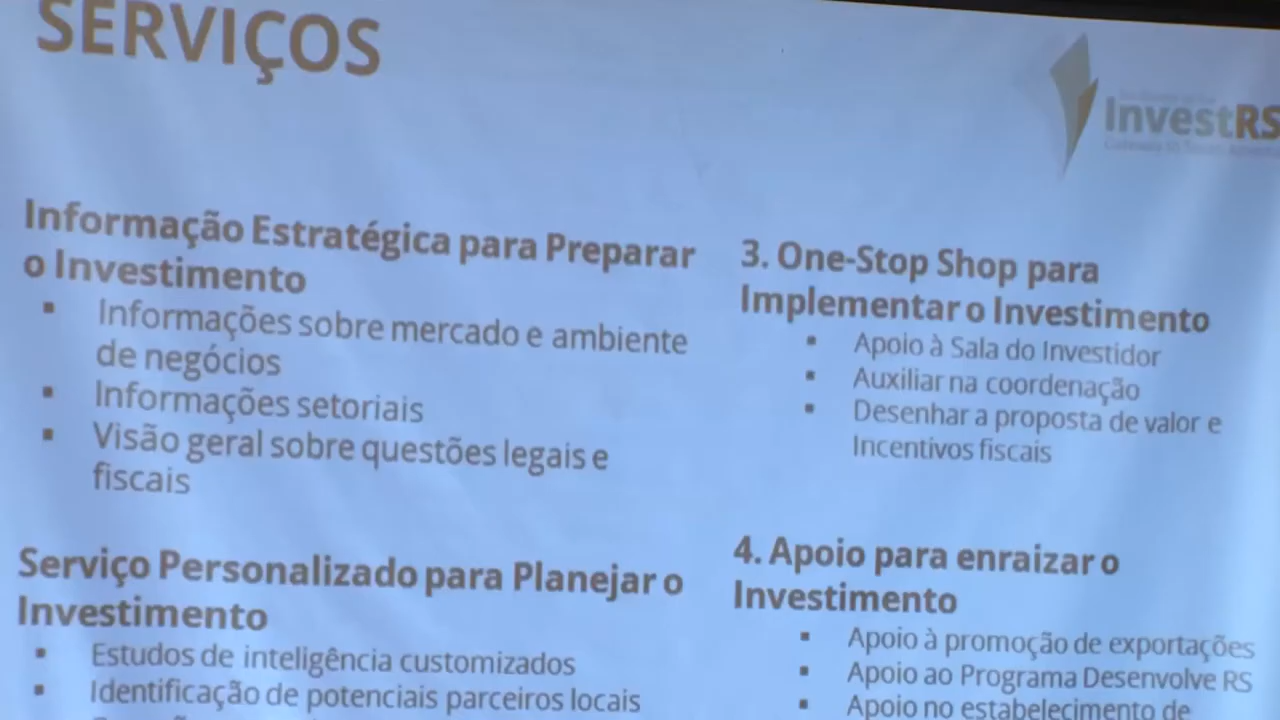 SERVIÇOS
InvestRS
Informação Estratégica para Preparar
o Investimento
▪ Informações sobre mercado e ambiente
de negócios
▪ Informações setoriais
▪ Visão geral sobre questões legais e
fiscais
Serviço Personalizado para Planejar o
Investimento
▪ Estudos de inteligência customizados
▪ Identificação de potenciais parceiros locais
3. One-Stop Shop para
Implementar o Investimento
▪ Apoio à Sala do Investidor
▪ Auxiliar na coordenação
▪ Desenhar a proposta de valor e
Incentivos fiscais
4. Apoio para enraizar o
Investimento
▪ Apoio à promoção de exportações
▪ Apoio ao Programa Desenvolve RS
▪ Apoio no estabelecimento de